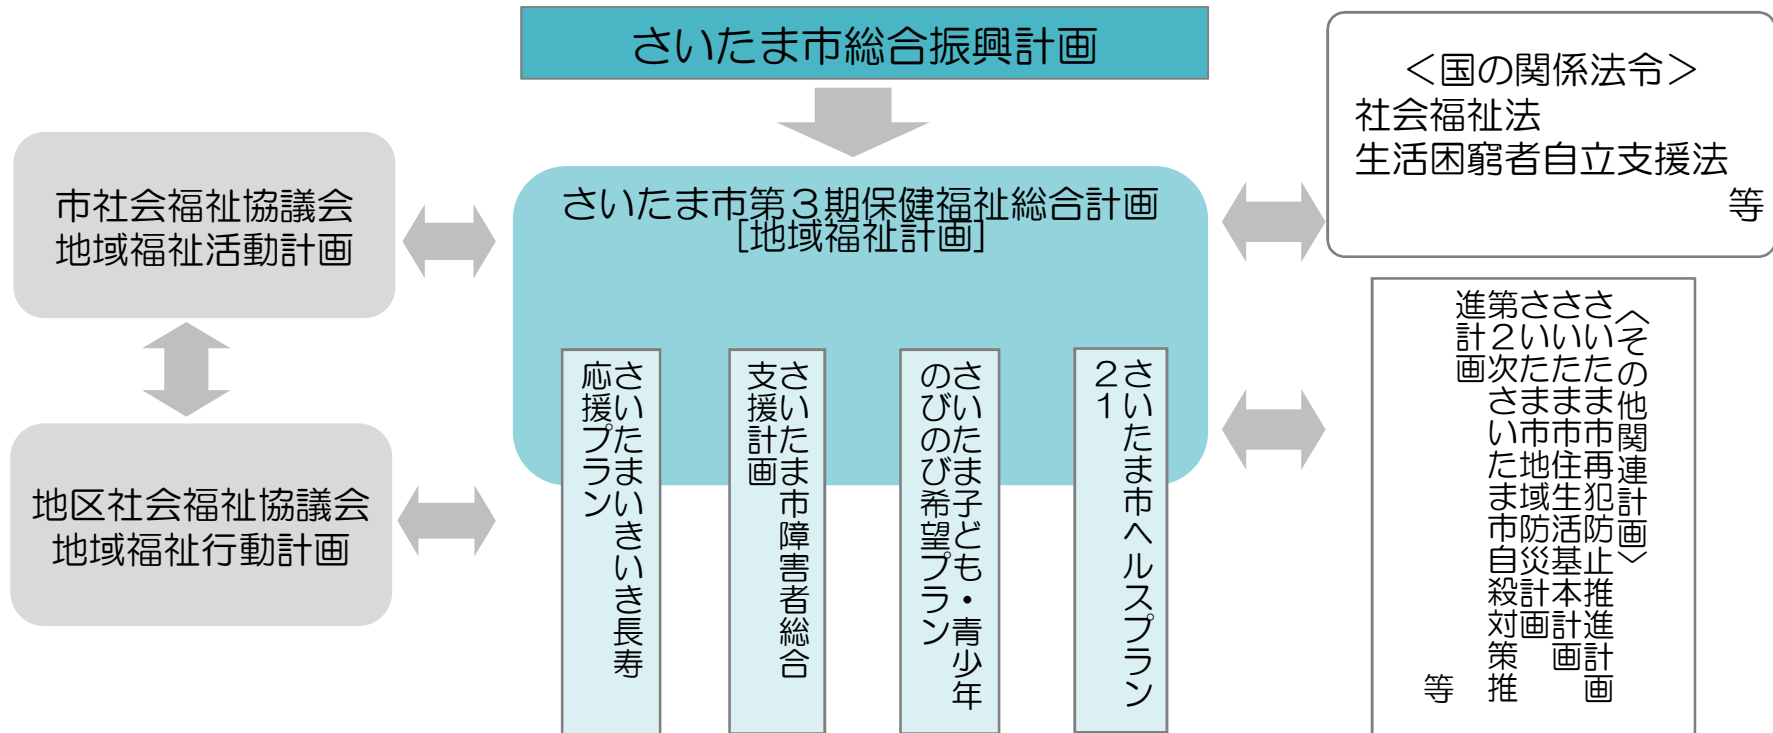 さいたま市総合振興計画
＜国の関係法令＞
社会福祉法
生活困窮者自立支援法
等
市社会福祉協議会
地域福祉活動計画
さいたま市第３期保健福祉総合計画
[地域福祉計画]
地区社会福祉協議会
地域福祉行動計画
さいたまいきいき長寿
応援プラン
さいたま市障害者総合
支援計画
さいたま子ども・青少年
のびのび希望プラン
さいたま市ヘルスプラン
２１
〈その他関連計画〉
さいたま市再犯防止推進計画
さいたま市住生活基本計画
さいたま市地域防災計画
第２次さいたま市自殺対策推
進計画
等